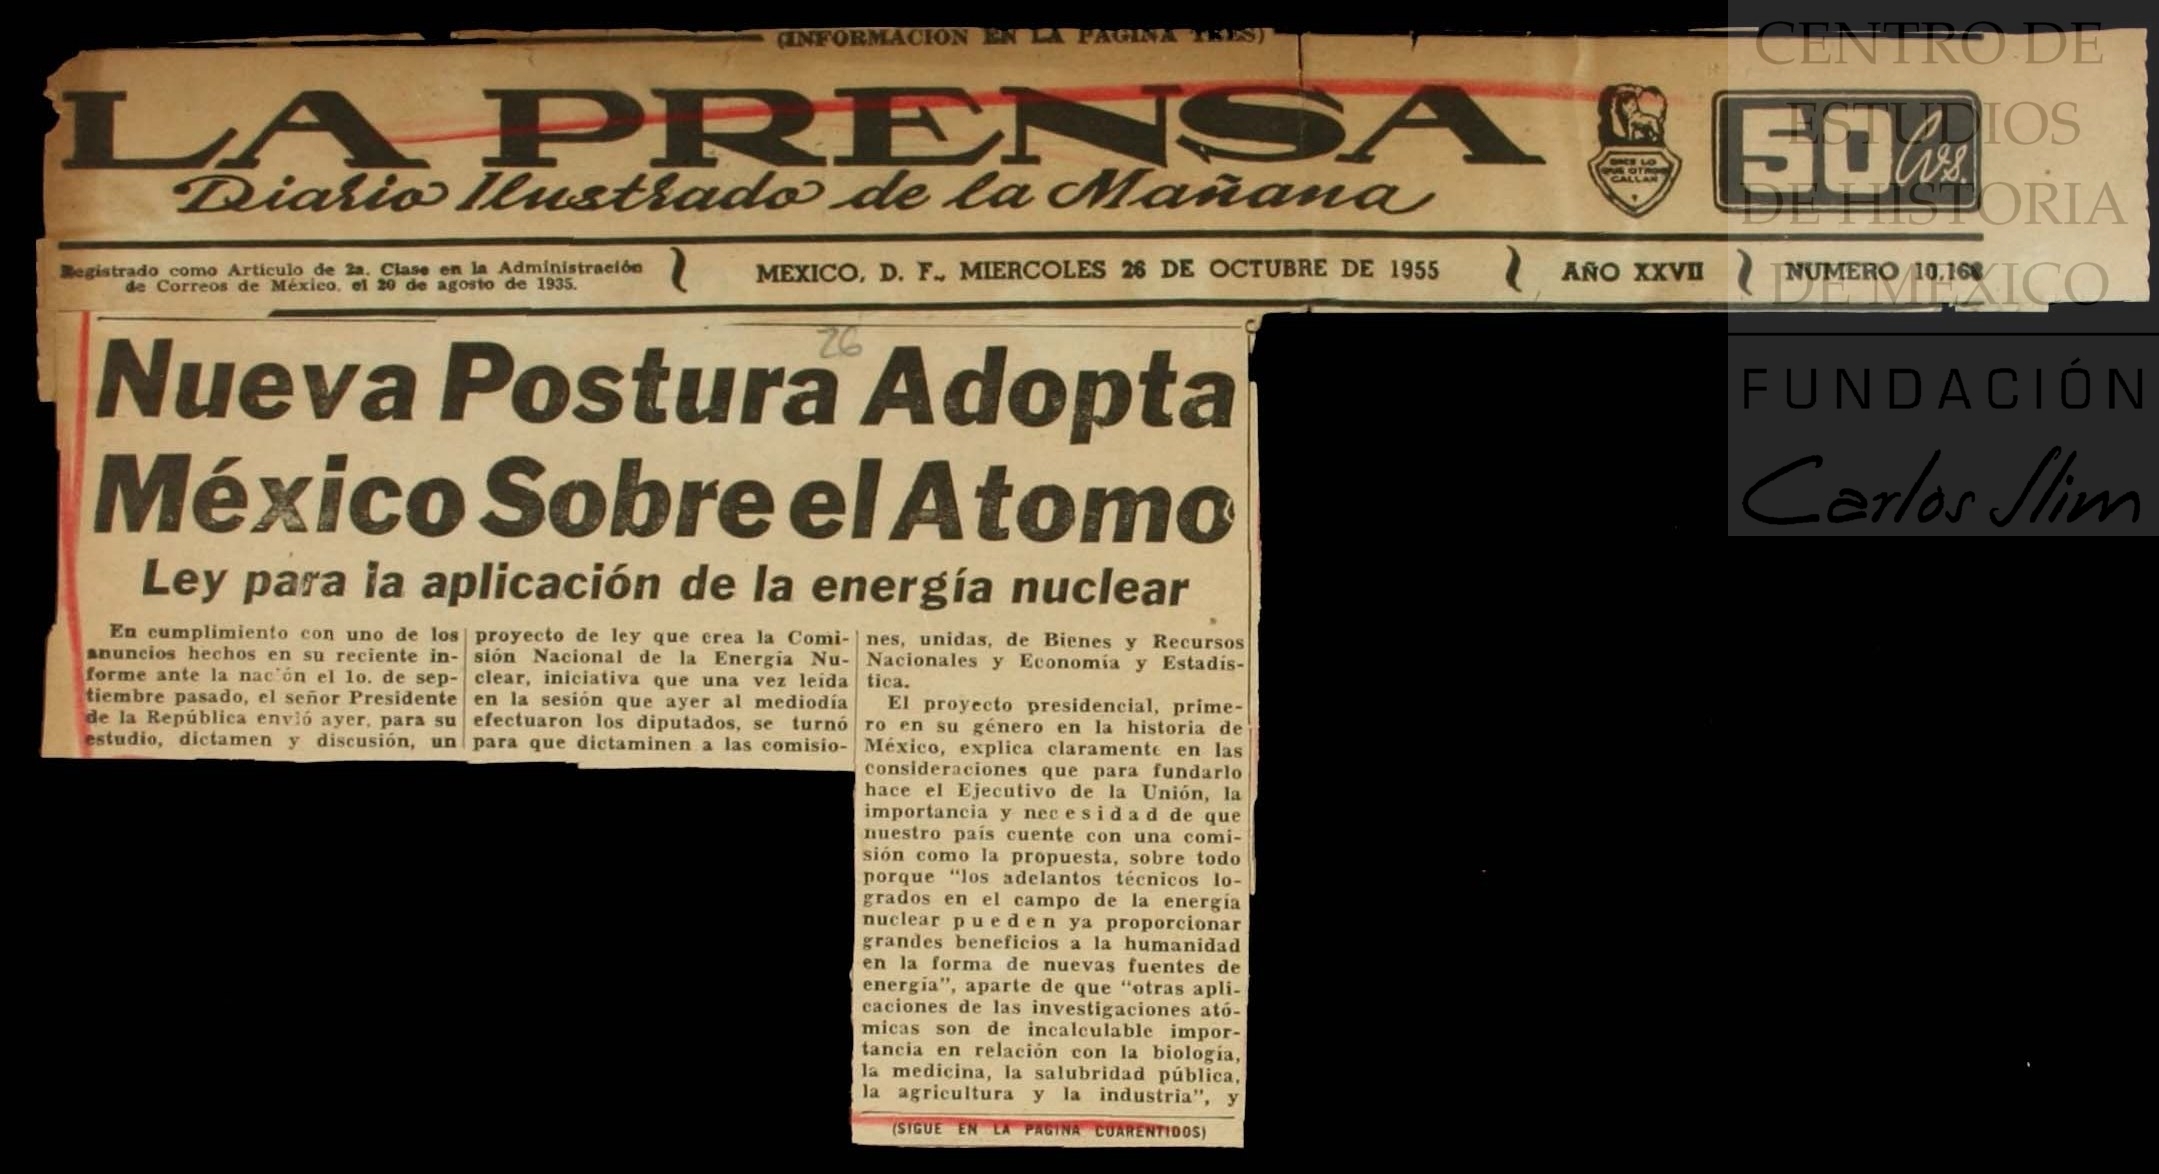 (INFORMACION EN LA PAGINA TRES)
LA PRENSA
Diario Ilustrado de la Mañana
DICE LO
QUE OTROS
CALLAN
50 Cvs.
Registrado como Artículo de 2a. Clase en la Administración
de Correos de México, el 20 de agosto de 1935.
MEXICO, D. F., MIERCOLES 26 DE OCTUBRE DE 1955
AÑO XXVII
NUMERO 10,168
26
Nueva Postura Adopta
México Sobre el Atomo
Ley para la aplicación de la energía nuclear
En cumplimiento con uno de los
anuncios hechos en su reciente in-
forme ante la nación el 1o. de sep-
tiembre pasado, el señor Presidente
de la República envió ayer, para su
estudio, dictamen y discusión, un
proyecto de ley que crea la Comi-
sión Nacional de la Energía Nu-
clear, iniciativa que una vez leída
en la sesión que ayer al mediodía
efectuaron los diputados, se turnó
para que dictaminen a las comisio-
nes, unidas, de Bienes y Recursos
Nacionales y Economía y Estadís-
tica.
El proyecto presidencial, prime-
ro en su género en la historia de
México, explica claramente en las
consideraciones que para fundarlo
hace el Ejecutivo de la Unión, la
importancia y necesidad de que
nuestro país cuente con una comi-
sión como la propuesta, sobre todo
porque "los adelantos técnicos lo-
grados en el campo de la energía
nuclear pueden ya proporcionar
grandes beneficios a la humanidad
en la forma de nuevas fuentes de
energía", aparte de que "otras apli-
caciones de las investigaciones ató-
micas son de incalculable impor-
tancia en relación con la biología,
la medicina, la salubridad pública,
la agricultura y la industria", y
(SIGUE EN LA PAGINA CUARENTIDOS)
CENTRO DE
ESTUDIOS
DE HISTORIA
DE MÉXICO
FUNDACIÓN
Carlos Slim